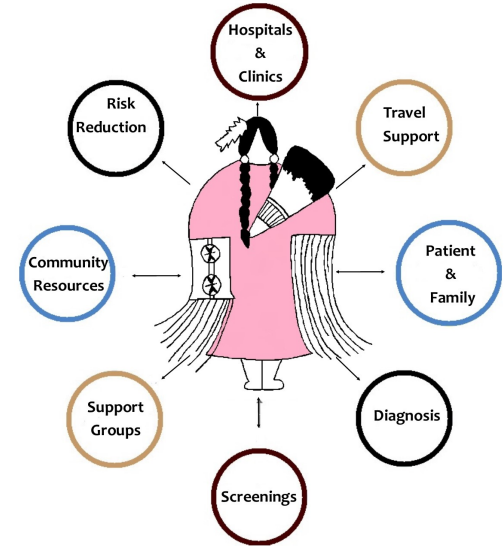 Hospitals
&
Clinics
Risk
Reduction
Travel
Support
Community
Resources
Patient
&
Family
Support
Groups
Diagnosis
Screenings